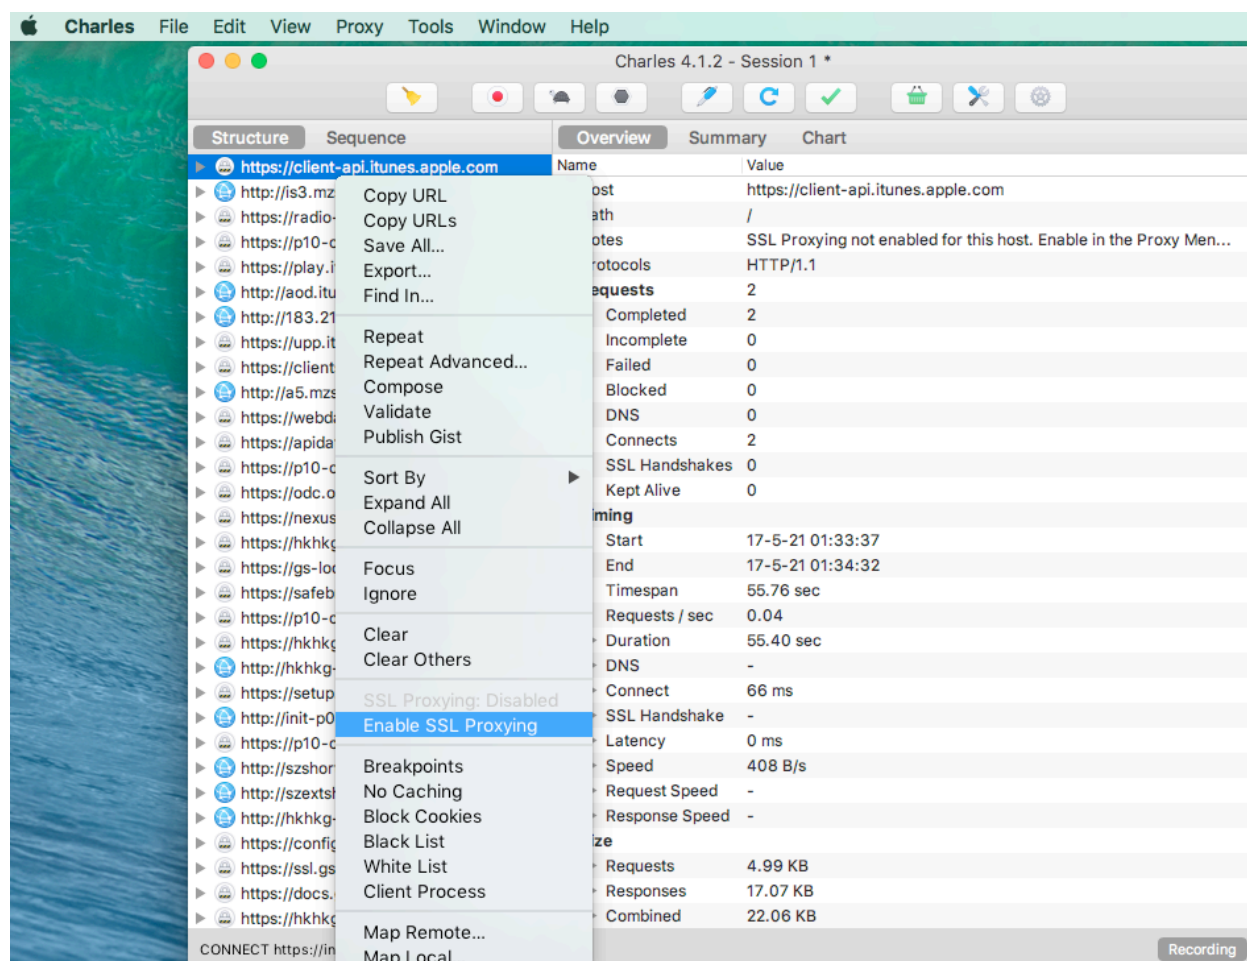 Charles File Edit View Proxy Tools Window Help
Charles 4.1.2 - Session 1 *
Structure Sequence
Overview Summary Chart
https://client-api.itunes.apple.com
http://is3.mz
https://radio-
https://p10-c
https://play.i
http://aod.itu
http://183.21
https://upp.it
https://client
http://a5.mzs
https://webda
https://apida
https://p10-c
https://odc.o
https://nexus
https://hkhkg
https://gs-loc
https://safeb
https://p10-c
https://hkhkg
http://hkhkg-
https://setup
http://init-p0
https://p10-c
http://szshor
http://szextsh
http://hkhkg-
https://config
https://ssl.gs
https://docs.
https://hkhkg
Copy URL
Copy URLs
Save All...
Export...
Find In...
Repeat
Repeat Advanced...
Compose
Validate
Publish Gist
Sort By
Expand All
Collapse All
Focus
Ignore
Clear
Clear Others
SSL Proxying: Disabled
Enable SSL Proxying
Breakpoints
No Caching
Block Cookies
Black List
White List
Client Process
Map Remote...
Map Local
Name Value
ost https://client-api.itunes.apple.com
ath /
otes SSL Proxying not enabled for this host. Enable in the Proxy Men...
rotocols HTTP/1.1
equests 2
Completed 2
Incomplete 0
Failed 0
Blocked 0
DNS 0
Connects 2
SSL Handshakes 0
Kept Alive 0
iming
Start 17-5-21 01:33:37
End 17-5-21 01:34:32
Timespan 55.76 sec
Requests / sec 0.04
Duration 55.40 sec
DNS -
Connect 66 ms
SSL Handshake -
Latency 0 ms
Speed 408 B/s
Request Speed -
Response Speed -
ize
Requests 4.99 KB
Responses 17.07 KB
Combined 22.06 KB
CONNECT https://in
Recording